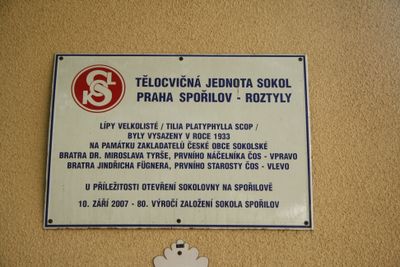 SOKOL
TĚLOCVIČNÁ JEDNOTA SOKOL
PRAHA SPOŘILOV - ROZTYLY
LÍPY VELKOLISTÉ / TILIA PLATYPHYLLA SCOP /
BYLY VYSAZENY V ROCE 1933
NA PAMÁTKU ZAKLADATELŮ ČESKÉ OBCE SOKOLSKÉ
BRATRA DR. MIROSLAVA TYRŠE, PRVNÍHO NÁČELNÍKA ČOS - VPRAVO
BRATRA JINDŘICHA FÜGNERA, PRVNÍHO STAROSTY ČOS - VLEVO
U PŘÍLEŽITOSTI OTEVŘENÍ SOKOLOVNY NA SPOŘILOVĚ
10. ZÁŘÍ 2007 - 80. VÝROČÍ ZALOŽENÍ SOKOLA SPOŘILOV